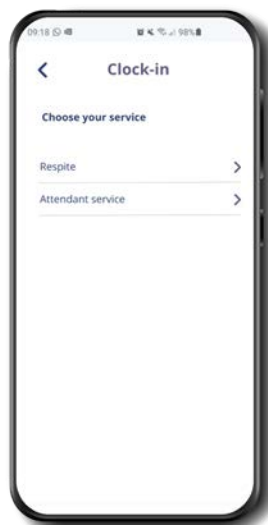 09:18
98%
Clock-in
Choose your service
Respite
Attendant service